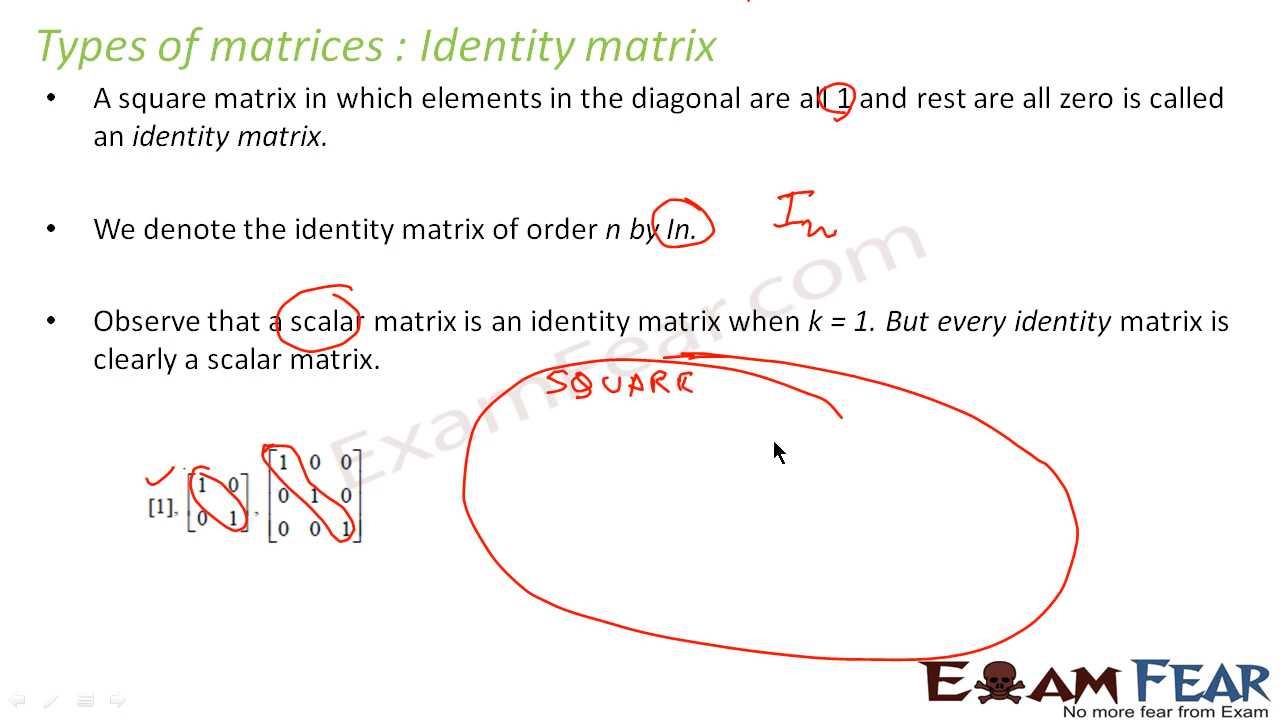 Types of matrices : Identity matrix
• A square matrix in which elements in the diagonal are all 1 and rest are all zero is called
an identity matrix.
• We denote the identity matrix of order n by In.
In
• Observe that a scalar matrix is an identity matrix when k = 1. But every identity matrix is
clearly a scalar matrix.
SQUARE
[1], [1 0
0 1], [1 0 0
0 1 0
0 0 1]
ExamFear.com
EXAM FEAR
No more fear from Exam